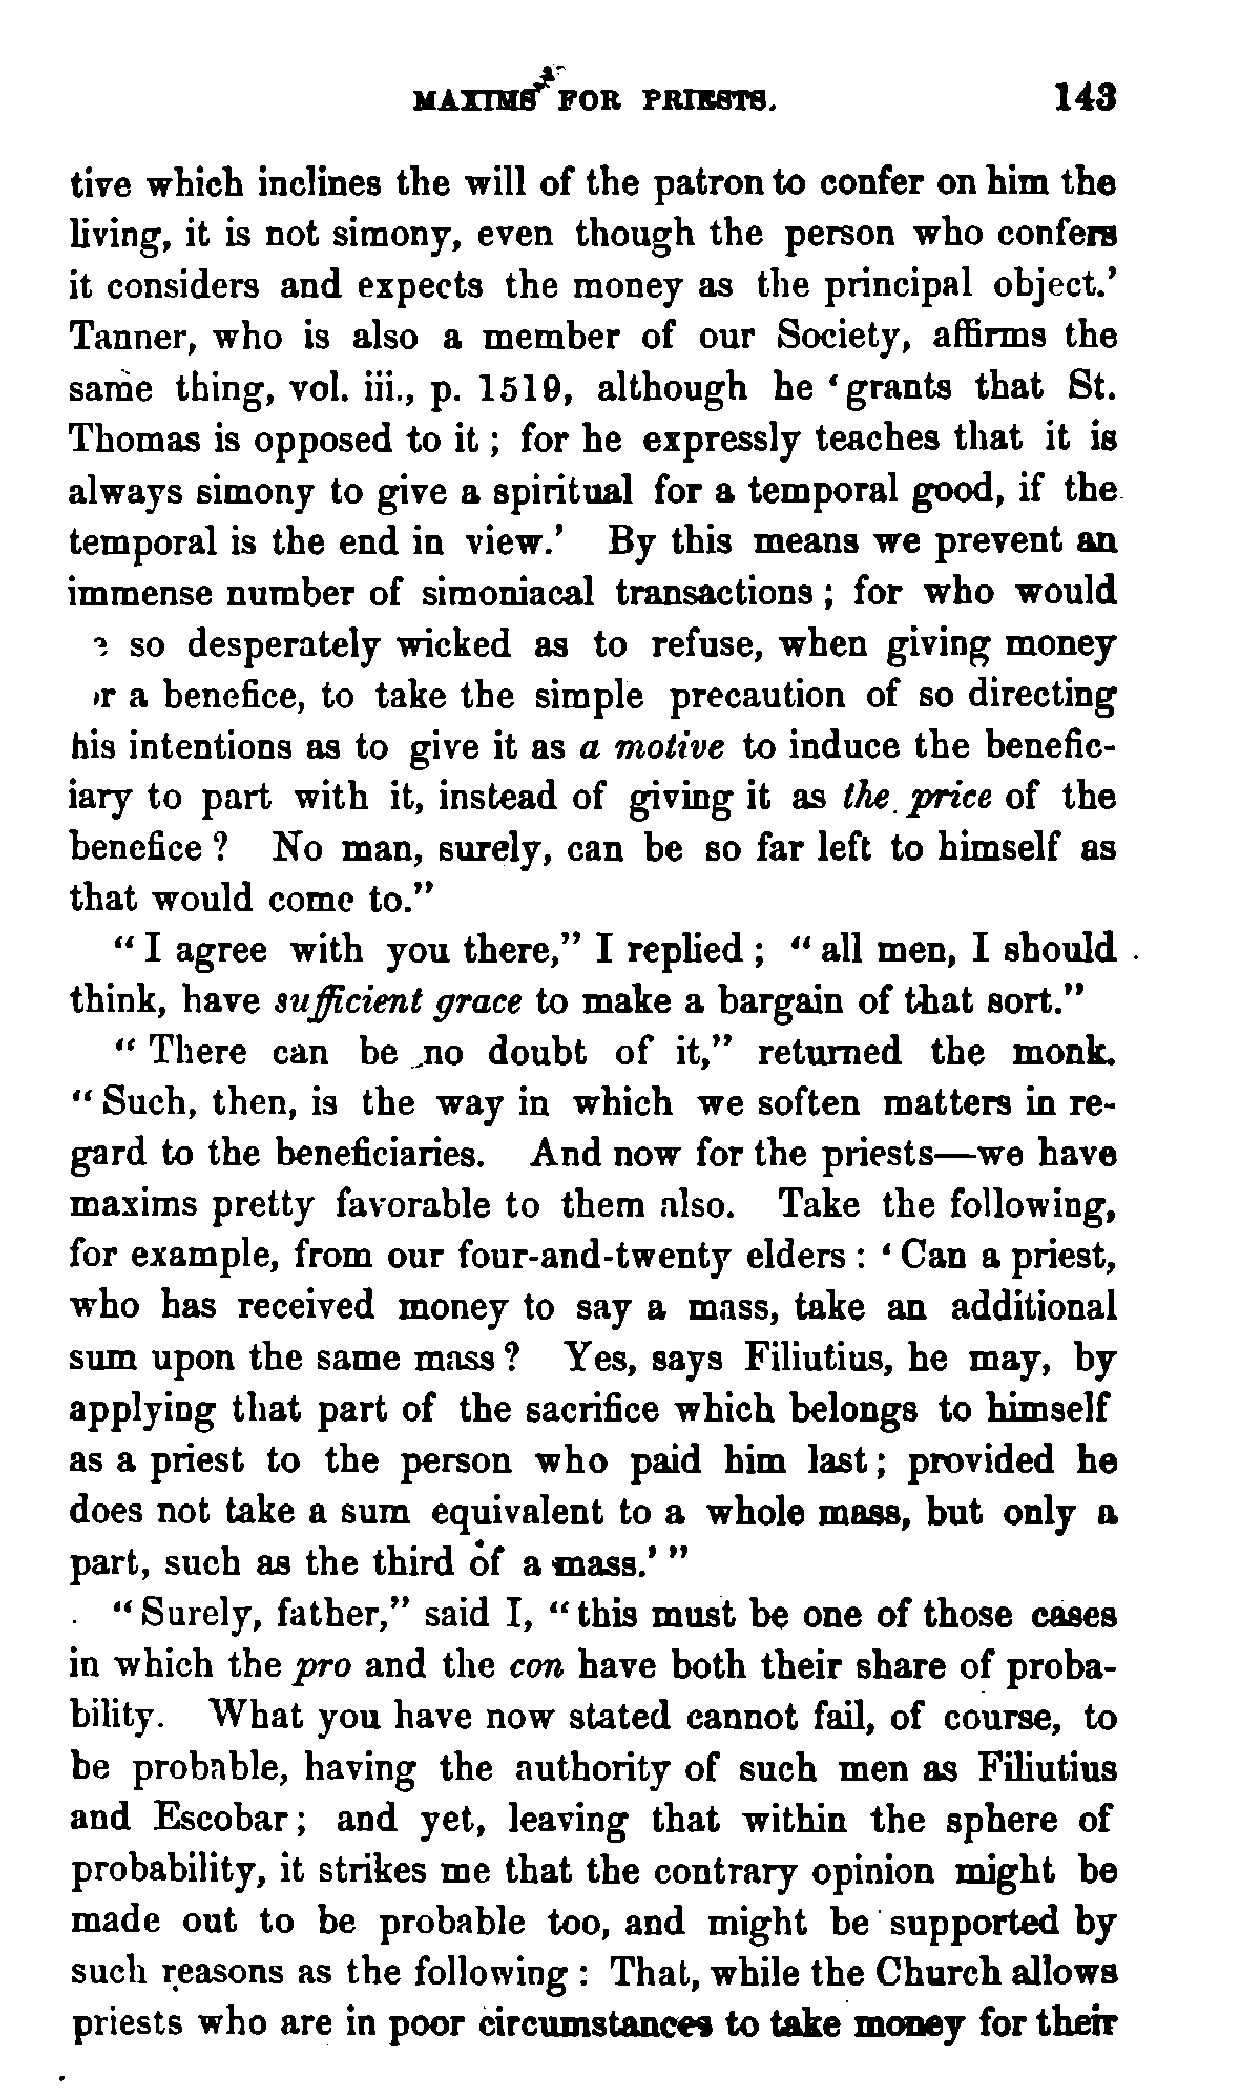 MAXIMS FOR PRIESTS. 143
tive which inclines the will of the patron to confer on him the
living, it is not simony, even though the person who confers
it considers and expects the money as the principal object.'
Tanner, who is also a member of our Society, affirms the
same thing, vol. iii., p. 1519, although he 'grants that St.
Thomas is opposed to it ; for he expressly teaches that it is
always simony to give a spiritual for a temporal good, if the
temporal is the end in view.' By this means we prevent an
immense number of simoniacal transactions ; for who would
so desperately wicked as to refuse, when giving money
r a benefice, to take the simple precaution of so directing
his intentions as to give it as a motive to induce the benefic-
iary to part with it, instead of giving it as the price of the
benefice ? No man, surely, can be so far left to himself as
that would come to."
"I agree with you there," I replied ; "all men, I should
think, have sufficient grace to make a bargain of that sort."
"There can be no doubt of it," returned the monk.
"Such, then, is the way in which we soften matters in re-
gard to the beneficiaries. And now for the priests—we have
maxims pretty favorable to them also. Take the following,
for example, from our four-and-twenty elders : 'Can a priest,
who has received money to say a mass, take an additional
sum upon the same mass ? Yes, says Filiutius, he may, by
applying that part of the sacrifice which belongs to himself
as a priest to the person who paid him last ; provided he
does not take a sum equivalent to a whole mass, but only a
part, such as the third of a mass.' "
"Surely, father," said I, "this must be one of those cases
in which the pro and the con have both their share of proba-
bility. What you have now stated cannot fail, of course, to
be probable, having the authority of such men as Filiutius
and Escobar ; and yet, leaving that within the sphere of
probability, it strikes me that the contrary opinion might be
made out to be probable too, and might be supported by
such reasons as the following : That, while the Church allows
priests who are in poor circumstances to take money for their